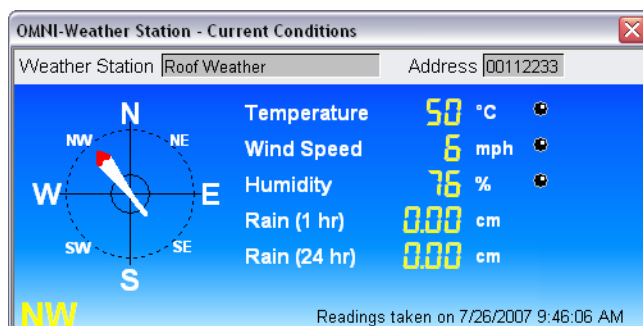 OMNI-Weather Station - Current Conditions
Weather Station Roof Weather Address 00112233
N
NW NE
W E
SW SE
S
NW
Temperature 50 °C
Wind Speed 6 mph
Humidity 76 %
Rain (1 hr) 0.00 cm
Rain (24 hr) 0.00 cm
Readings taken on 7/26/2007 9:46:06 AM